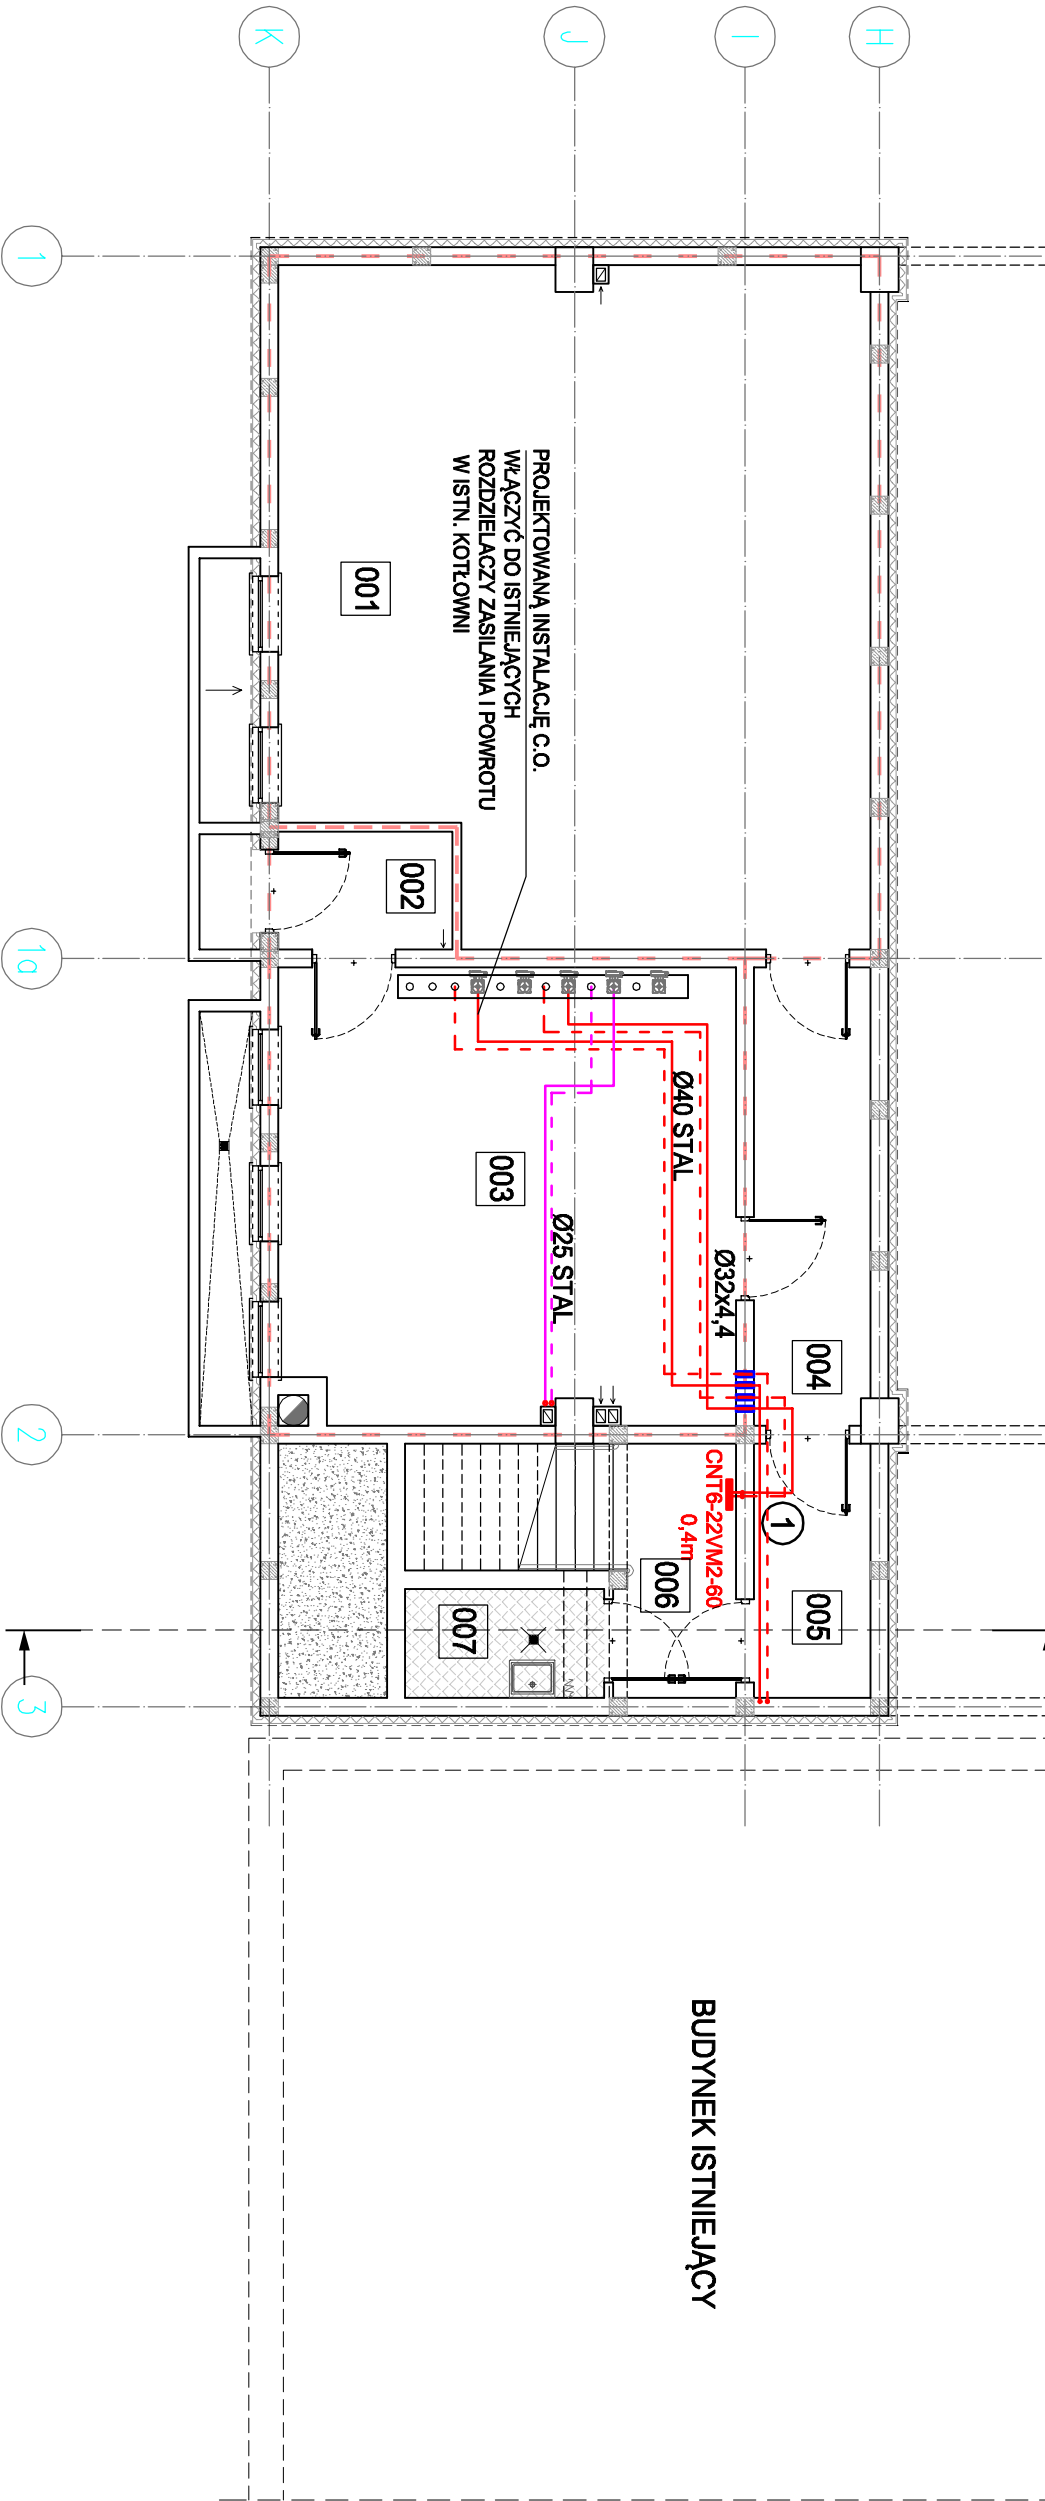 K
J
I
H
1
1a
2
3
PROJEKTOWANĄ INSTALACJĘ C.O.
WŁĄCZYĆ DO ISTNIEJĄCYCH
ROZDZIELACZY ZASILANIA I POWROTU
W ISTN. KOTŁOWNI
001
002
003
Ø40 STAL
Ø25 STAL
Ø32x4,4
004
CNT6-22VM2-60
0,4m
1
005
006
007
BUDYNEK ISTNIEJĄCY